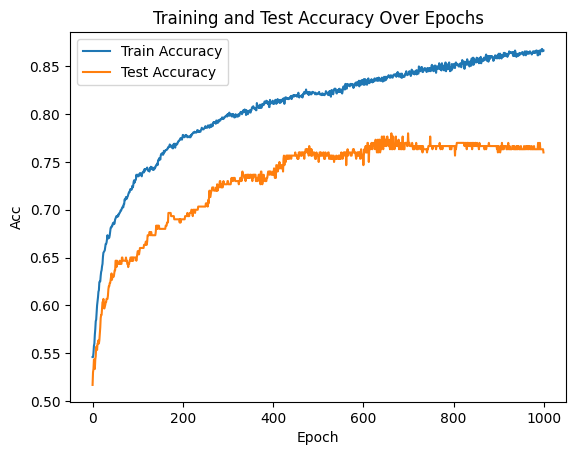 Training and Test Accuracy Over Epochs
Train Accuracy
Test Accuracy
Acc
0.85
0.80
0.75
0.70
0.65
0.60
0.55
0.50
0 200 400 600 800 1000
Epoch